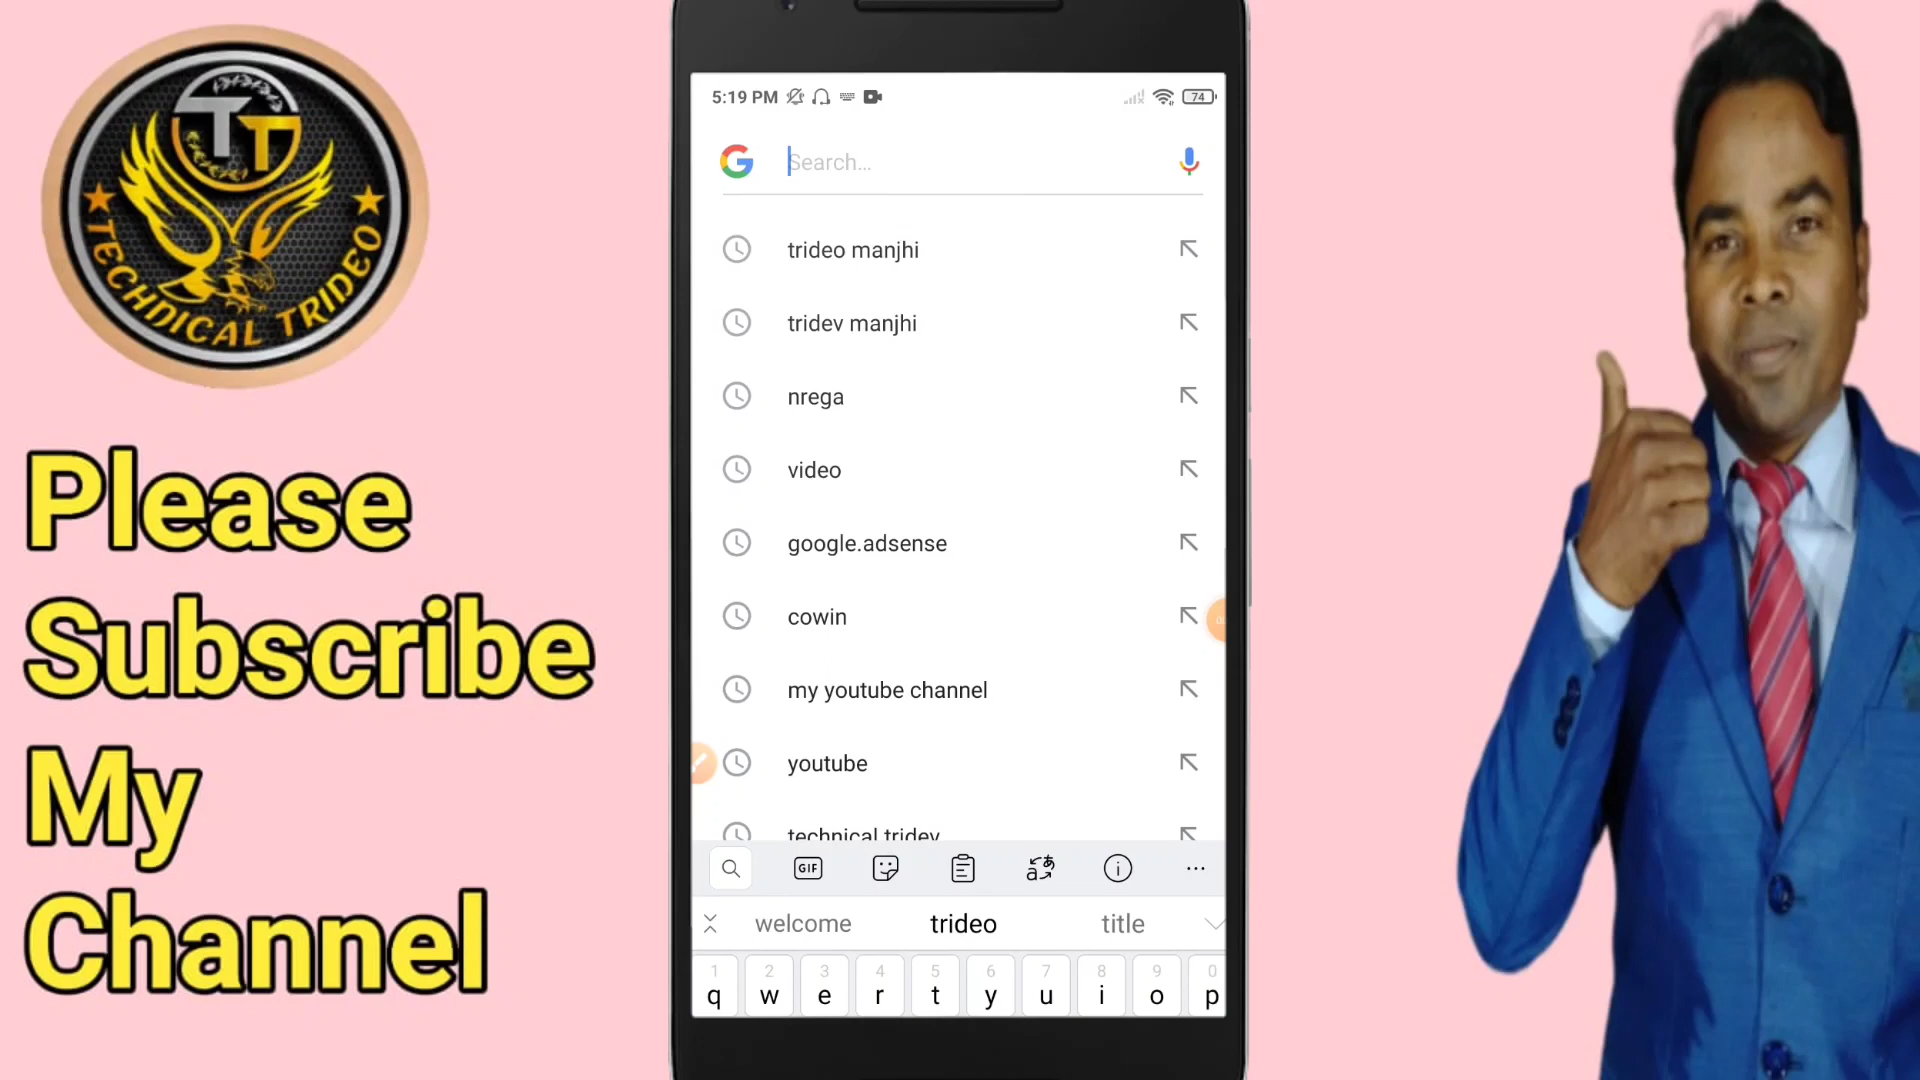 TT
TECHNICAL TRIDEO
Please
Subscribe
My
Channel
5:19 PM
74
Search...
trideo manjhi
tridev manjhi
nrega
video
google.adsense
cowin
my youtube channel
youtube
technical tridev
GIF
welcome trideo title
1 2 3 4 5 6 7 8 9 0
q w e r t y u i o p